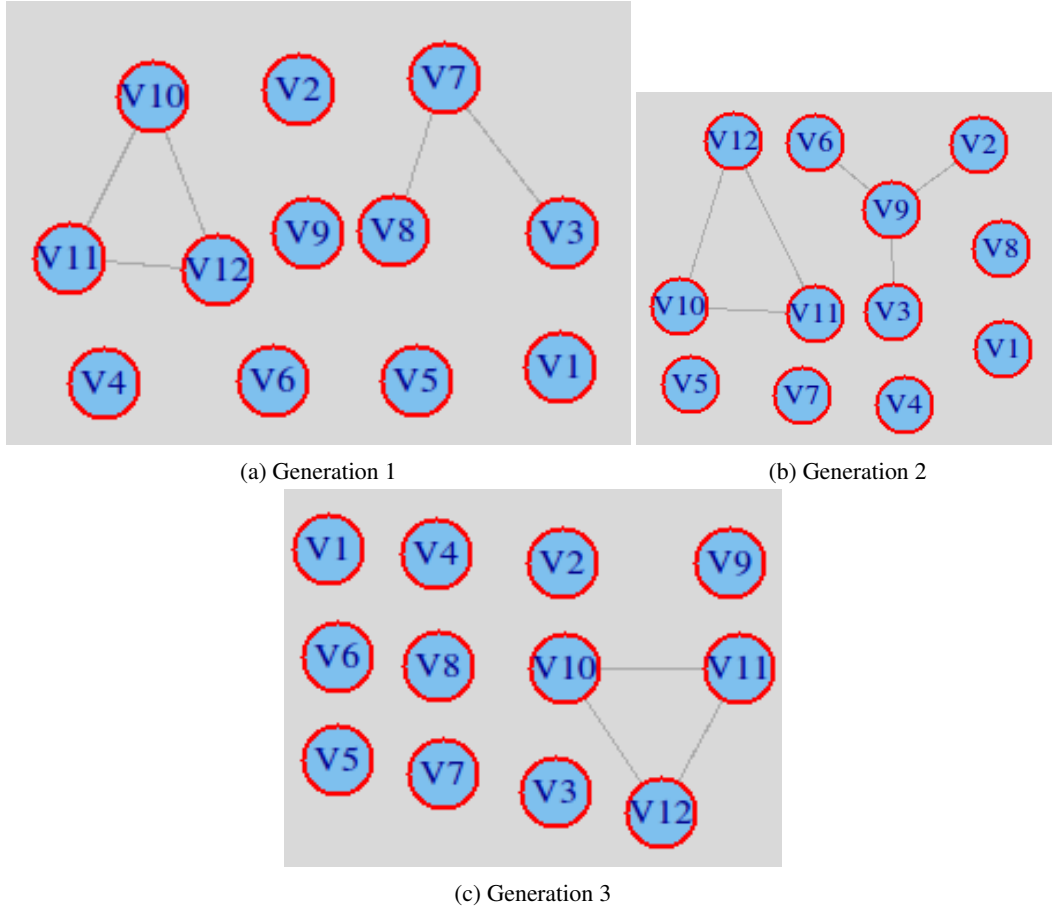 V10 V2 V7
V11 V12 V9 V8 V3
V4 V6 V5 V1
(a) Generation 1
V12 V6 V2
V9
V8
V10 V11 V3
V1
V5 V7 V4
(b) Generation 2
V1 V4 V2 V9
V6 V8 V10 V11
V5 V7 V3 V12
(c) Generation 3